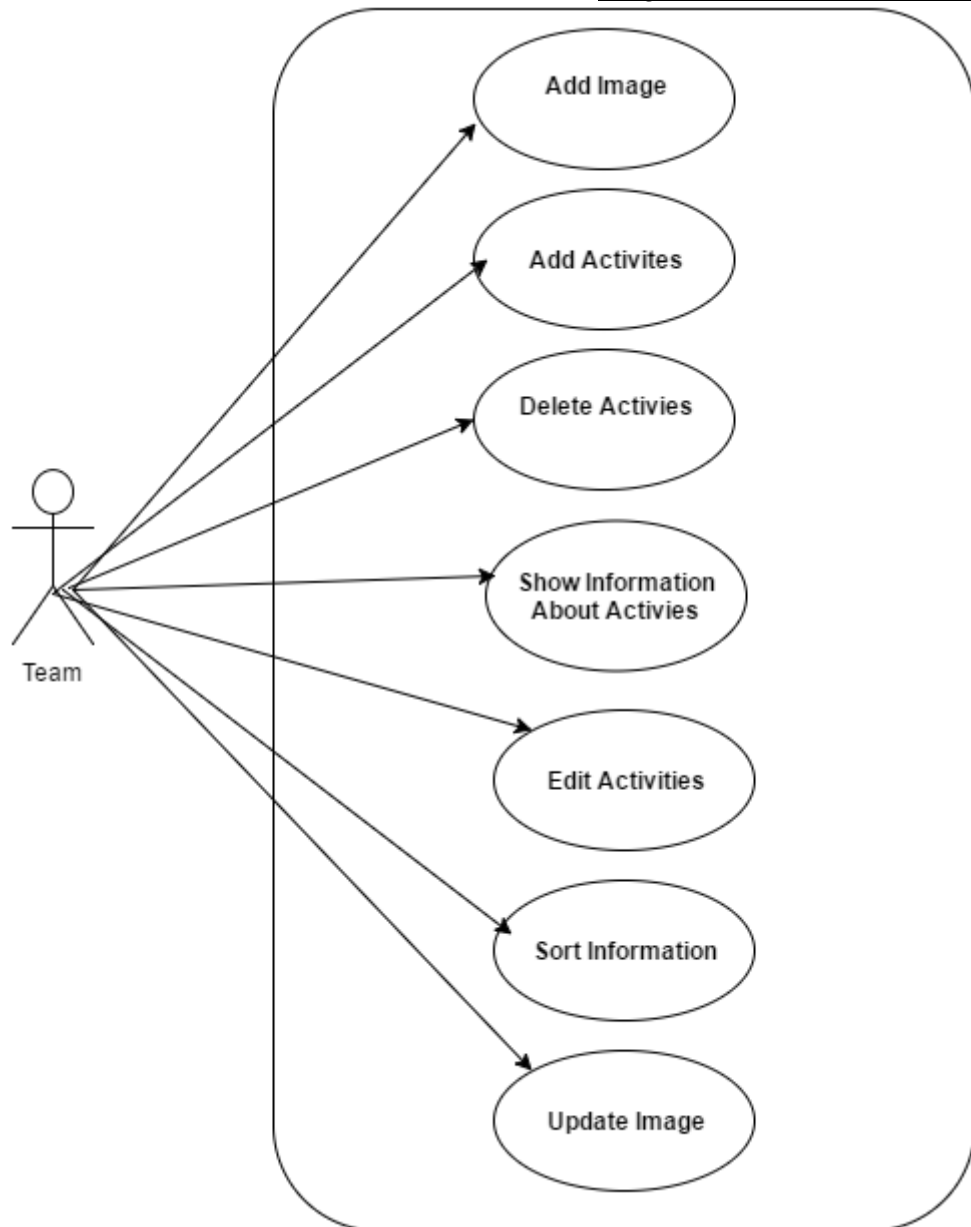 Add Image
Add Activites
Delete Activies
Show Information
About Activies
Team
Edit Activities
Sort Information
Update Image